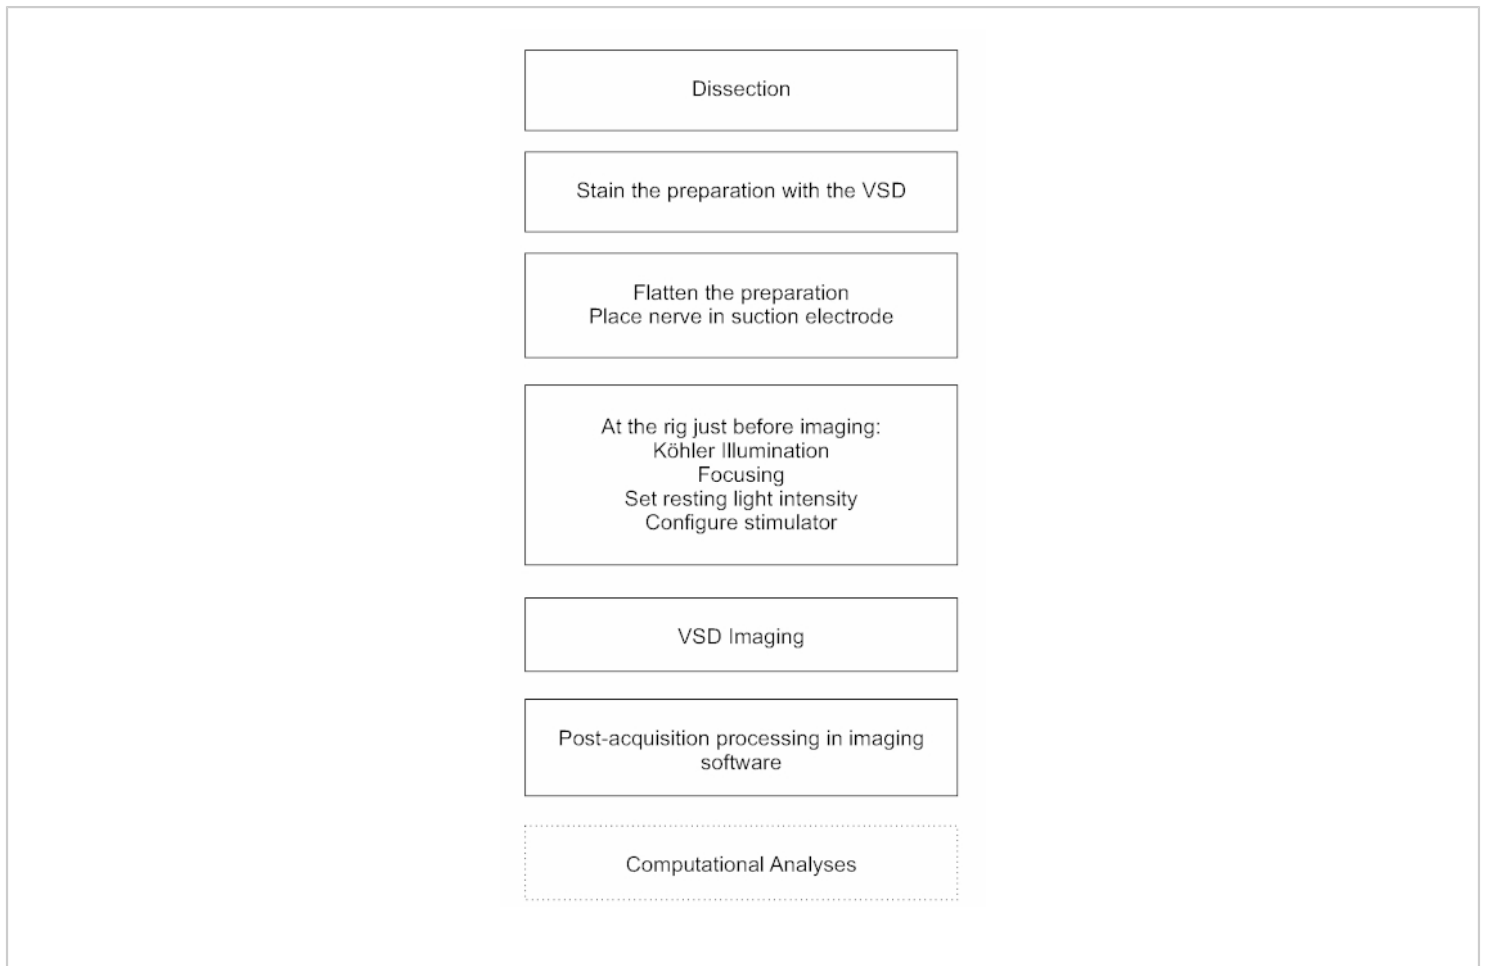 Dissection
Stain the preparation with the VSD
Flatten the preparation
Place nerve in suction electrode
At the rig just before imaging:
Köhler Illumination
Focusing
Set resting light intensity
Configure stimulator
VSD Imaging
Post-acquisition processing in imaging
software
Computational Analyses